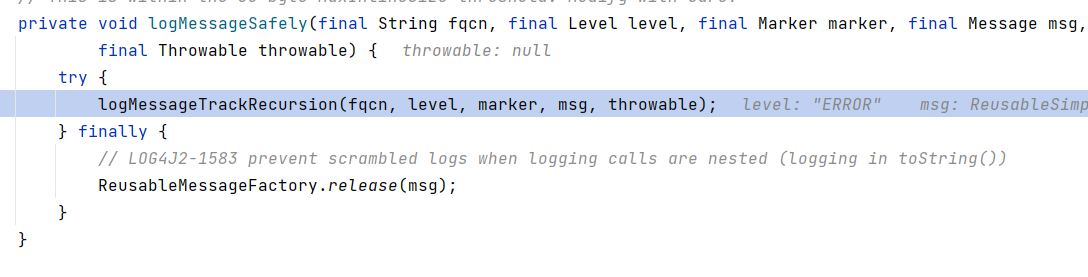 private void logMessageSafely(final String fqcn, final Level level, final Marker marker, final Message msg,
final Throwable throwable) { throwable: null
try {
logMessageTrackRecursion(fqcn, level, marker, msg, throwable); level: "ERROR" msg: ReusableSimp
} finally {
// LOG4J2-1583 prevent scrambled logs when logging calls are nested (logging in toString())
ReusableMessageFactory.release(msg);
}
}